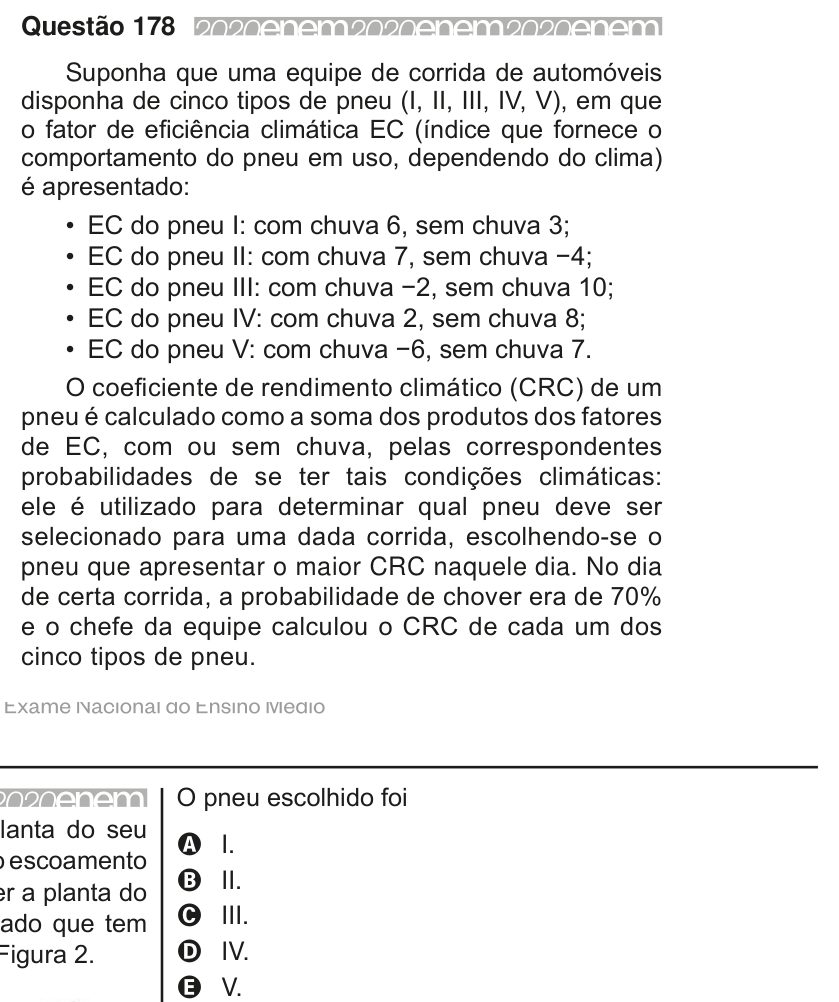 Questão 178 2020enem2020enem2020enem
Suponha que uma equipe de corrida de automóveis
disponha de cinco tipos de pneu (I, II, III, IV, V), em que
o fator de eficiência climática EC (índice que fornece o
comportamento do pneu em uso, dependendo do clima)
é apresentado:
• EC do pneu I: com chuva 6, sem chuva 3;
• EC do pneu II: com chuva 7, sem chuva −4;
• EC do pneu III: com chuva −2, sem chuva 10;
• EC do pneu IV: com chuva 2, sem chuva 8;
• EC do pneu V: com chuva −6, sem chuva 7.
O coeficiente de rendimento climático (CRC) de um
pneu é calculado como a soma dos produtos dos fatores
de EC, com ou sem chuva, pelas correspondentes
probabilidades de se ter tais condições climáticas:
ele é utilizado para determinar qual pneu deve ser
selecionado para uma dada corrida, escolhendo-se o
pneu que apresentar o maior CRC naquele dia. No dia
de certa corrida, a probabilidade de chover era de 70%
e o chefe da equipe calculou o CRC de cada um dos
cinco tipos de pneu.
Exame Nacional do Ensino Médio
2020enem
lanta do seu
escoamento
er a planta do
ado que tem
Figura 2.
O pneu escolhido foi
A I.
B II.
C III.
D IV.
E V.